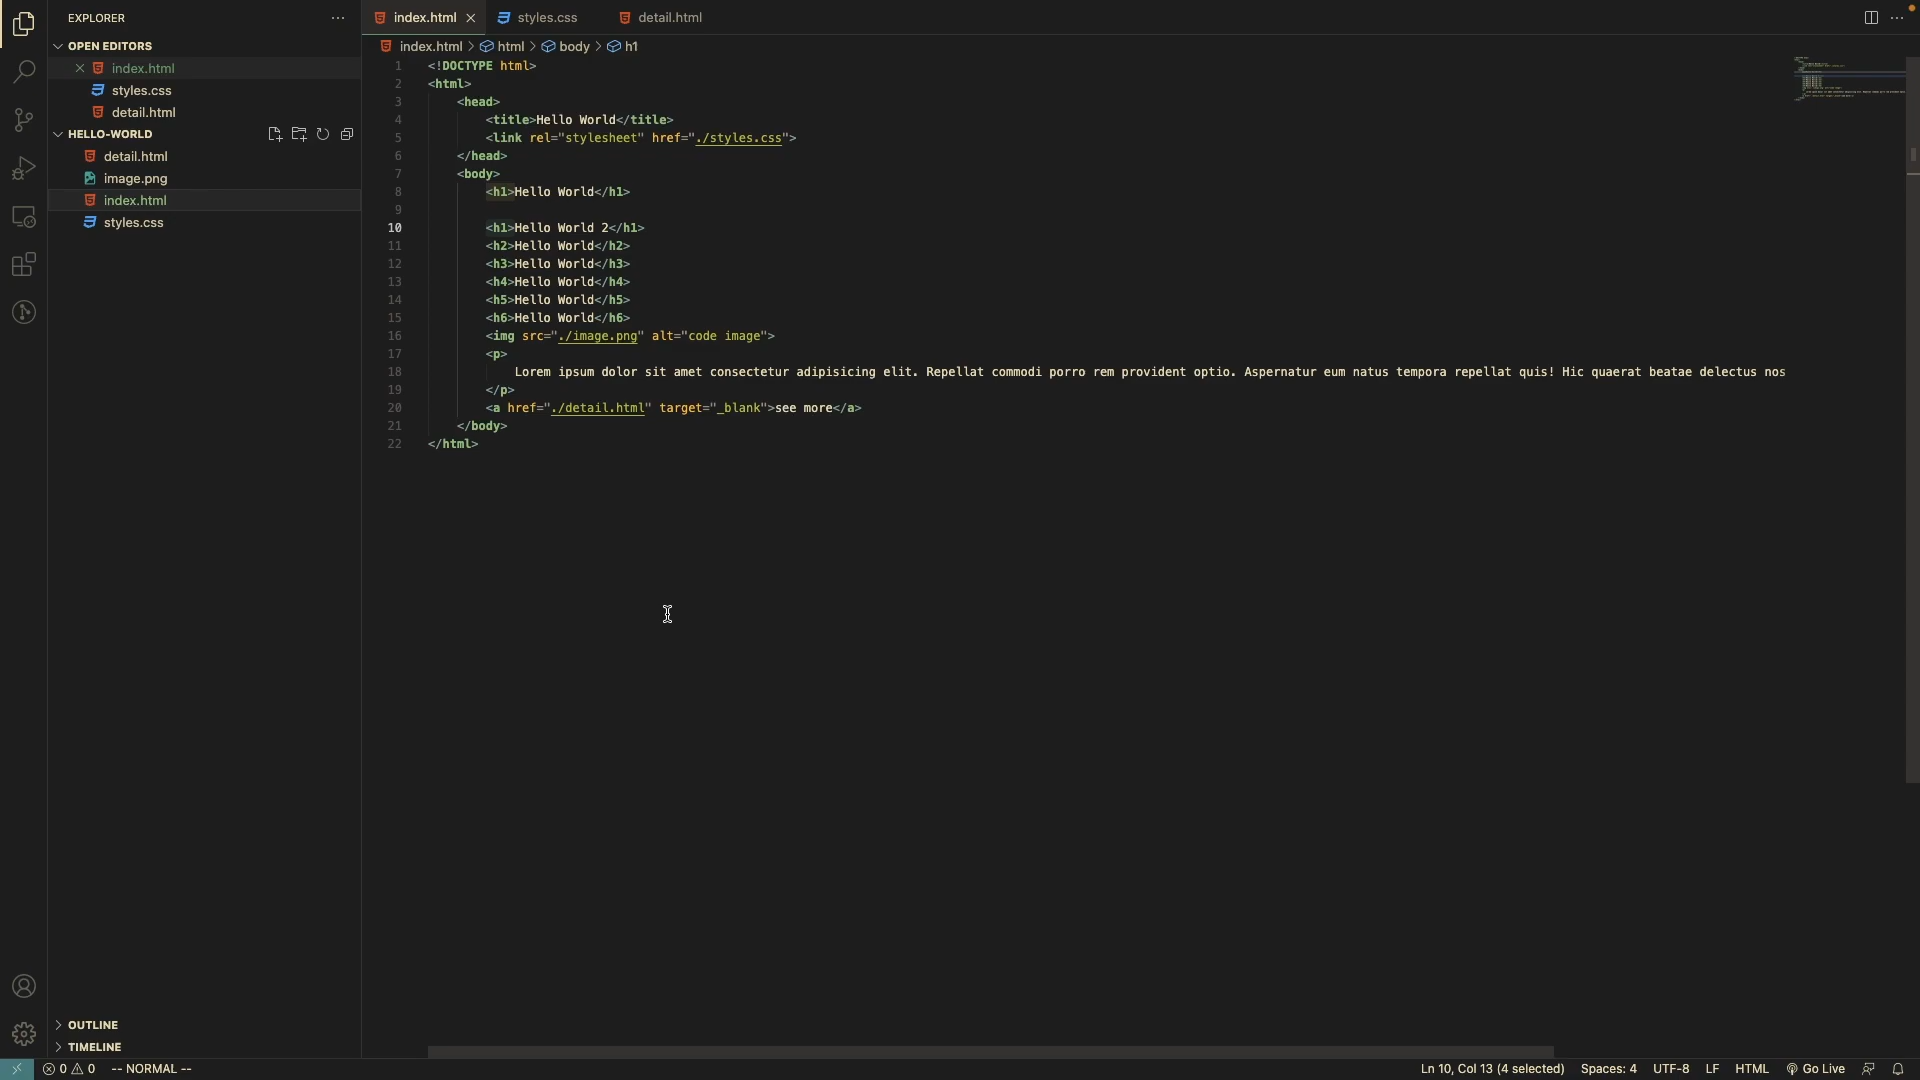 EXPLORER
OPEN EDITORS
index.html
styles.css
detail.html
HELLO-WORLD
detail.html
image.png
index.html
styles.css
OUTLINE
TIMELINE
index.html
styles.css
detail.html
index.html > html > body > h1
1 <!DOCTYPE html>
2 <html>
3 <head>
4 <title>Hello World</title>
5 <link rel="stylesheet" href="./styles.css">
6 </head>
7 <body>
8 <h1>Hello World</h1>
9
10 <h1>Hello World 2</h1>
11 <h2>Hello World</h2>
12 <h3>Hello World</h3>
13 <h4>Hello World</h4>
14 <h5>Hello World</h5>
15 <h6>Hello World</h6>
16 <img src="./image.png" alt="code image">
17 <p>
18 Lorem ipsum dolor sit amet consectetur adipisicing elit. Repellat commodi porro rem provident optio. Aspernatur eum natus tempora repellat quis! Hic quaerat beatae delectus nos
19 </p>
20 <a href="./detail.html" target="_blank">see more</a>
21 </body>
22 </html>
0 0 -- NORMAL -- Ln 10, Col 13 (4 selected) Spaces: 4 UTF-8 LF HTML Go Live